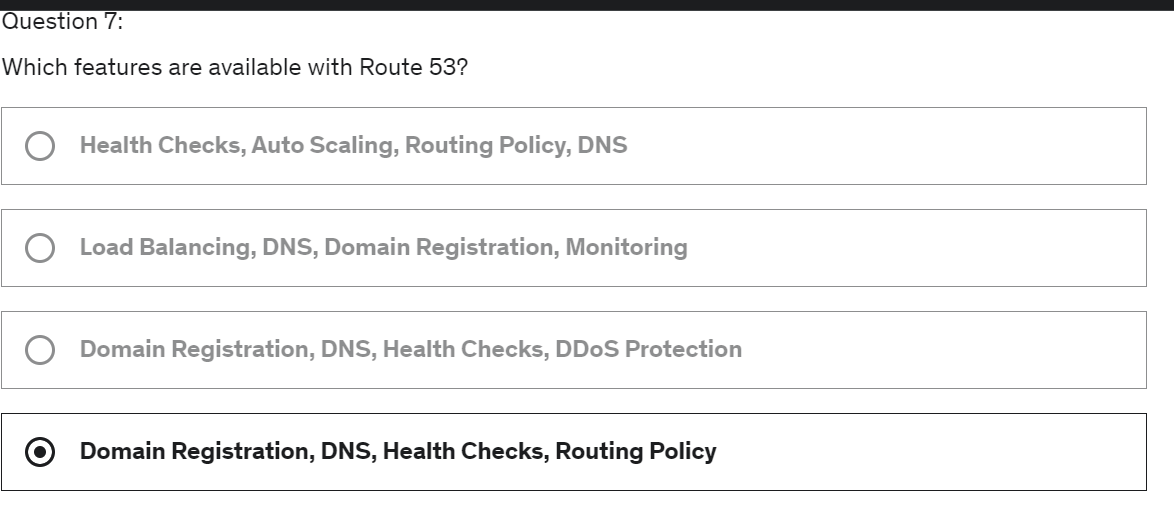 Question 7:
Which features are available with Route 53?
Health Checks, Auto Scaling, Routing Policy, DNS
Load Balancing, DNS, Domain Registration, Monitoring
Domain Registration, DNS, Health Checks, DDoS Protection
Domain Registration, DNS, Health Checks, Routing Policy